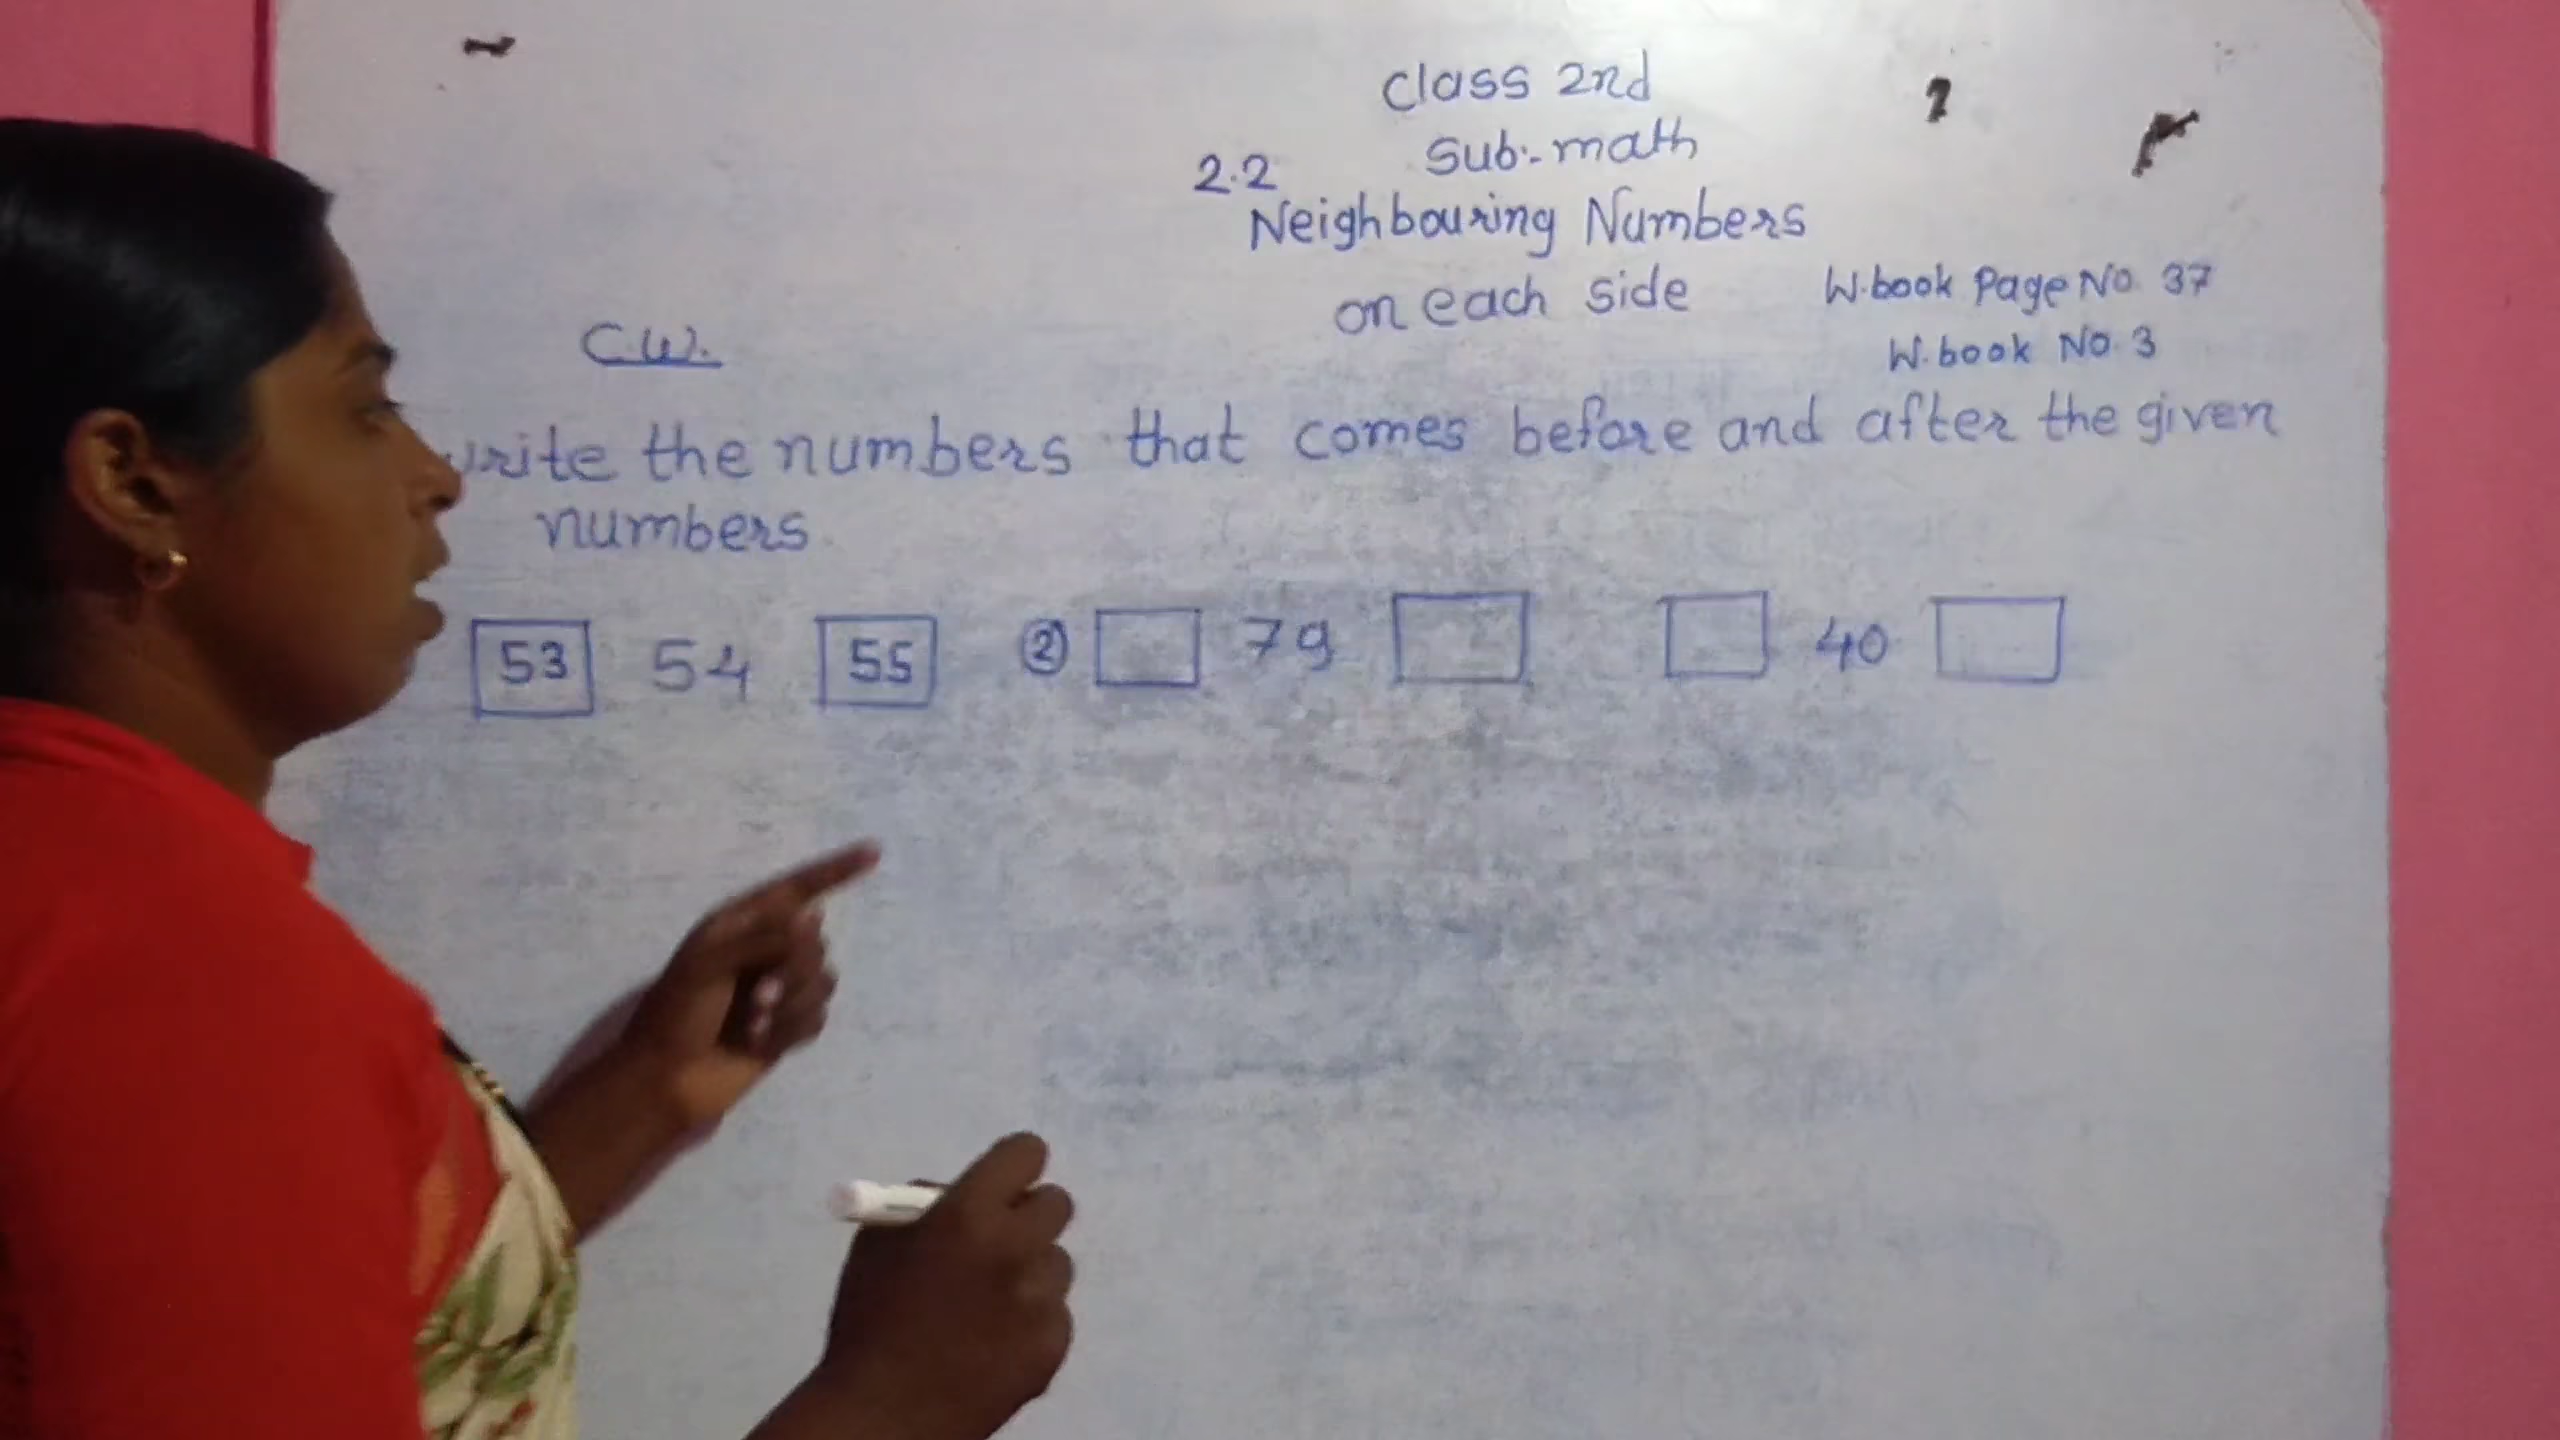 Class 2nd
Sub:- math
2.2
Neighbouring Numbers
on each side
W.book Page No. 37
W.book No. 3
C.W.
write the numbers that comes before and after the given
numbers.
53 54 55 ② 79 40